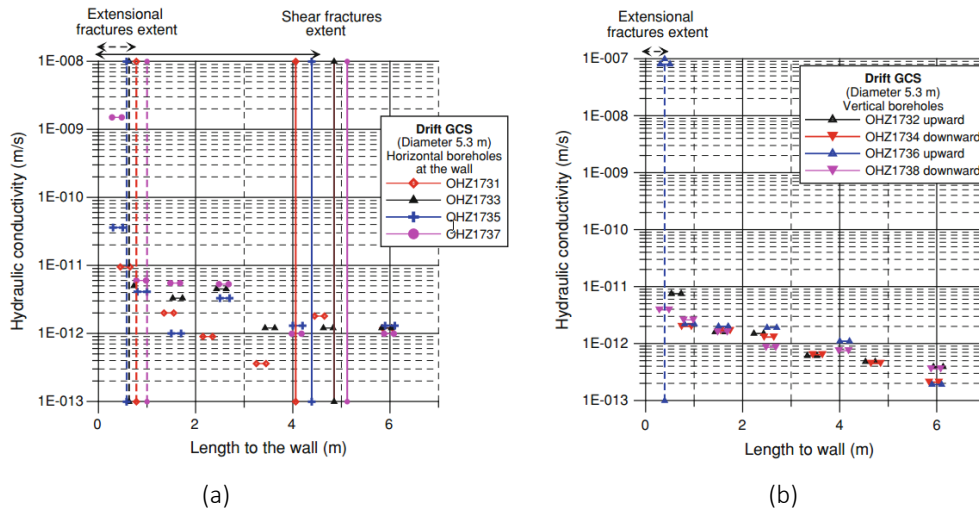 Extensional
fractures extent
Shear fractures
extent
Hydraulic conductivity (m/s)
1E-008
1E-009
1E-010
1E-011
1E-012
1E-013
Drift GCS
(Diameter 5.3 m)
Horizontal boreholes
at the wall
OHZ1731
OHZ1733
OHZ1735
OHZ1737
0 2 4 6
Length to the wall (m)
(a)
Extensional
fractures extent
Hydraulic conductivity (m/s)
1E-007
1E-008
1E-009
1E-010
1E-011
1E-012
1E-013
Drift GCS
(Diameter 5.3 m)
Vertical boreholes
OHZ1732 upward
OHZ1734 downward
OHZ1736 upward
OHZ1738 downward
0 2 4 6
Length to wall (m)
(b)